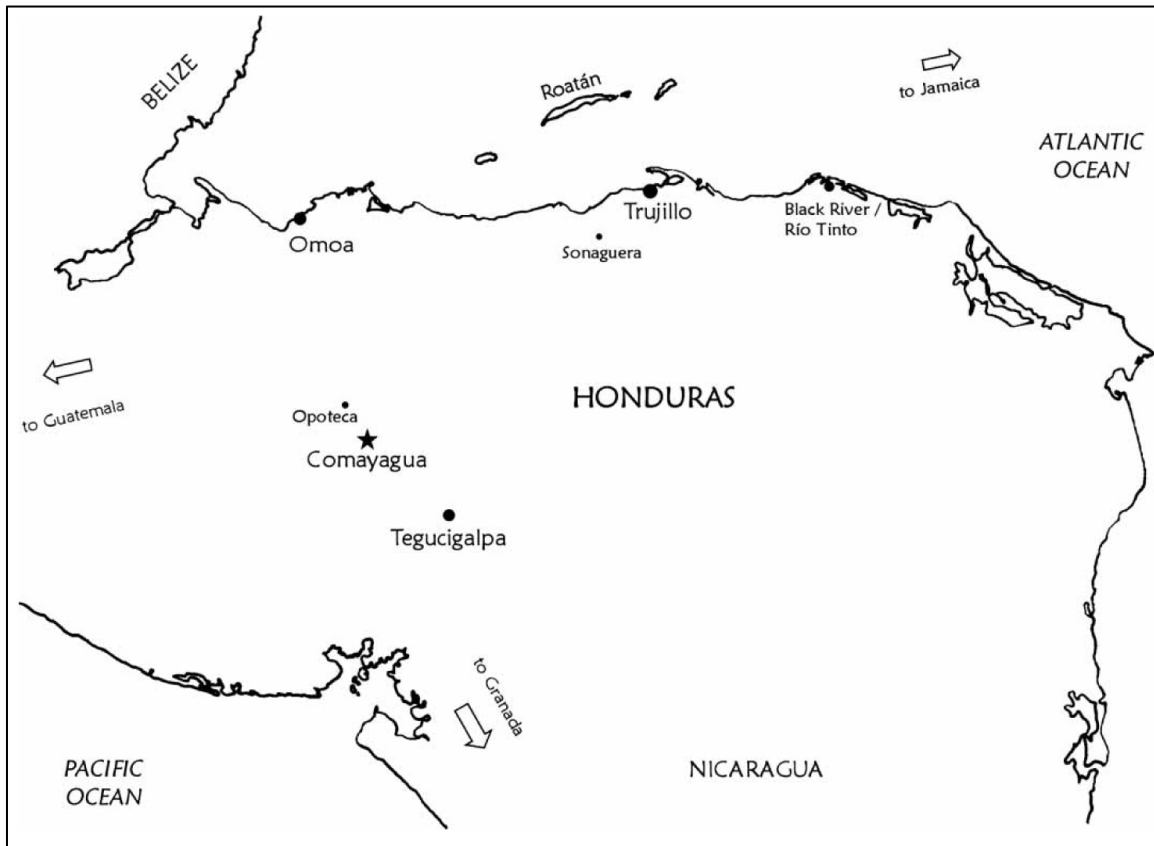 BELIZE
Roatán
to Jamaica
ATLANTIC
OCEAN
Omoa
Trujillo
Black River /
Río Tinto
Sonaguera
to Guatemala
HONDURAS
Opoteca
Comayagua
Tegucigalpa
to Granada
PACIFIC
OCEAN
NICARAGUA